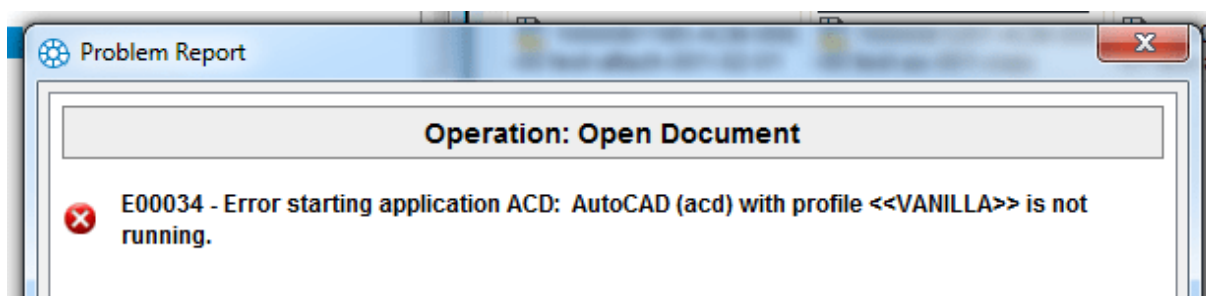 Problem Report
Operation: Open Document
E00034 - Error starting application ACD:  AutoCAD (acd) with profile <<VANILLA>> is not
running.